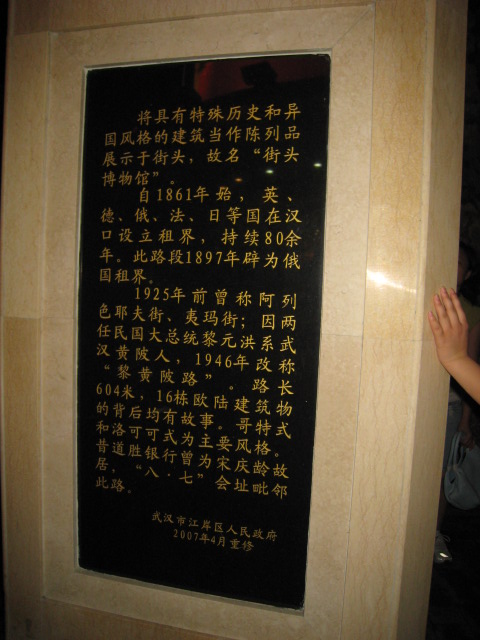 将具有特殊历史和异
国风格的建筑当作陈列品
展示于街头，故名“街头
博物馆”。
自1861年始，英、
德、俄、法、日等国在汉
口设立租界，持续80余
年。此路段1897年辟为俄
国租界。
1925年前曾称阿列
色耶夫街、夷玛街；因两
任民国大总统黎元洪系武
汉黄陂人，1946年改称
“黎黄陂路”。路长
604米，16栋欧陆建筑物
的背后均有故事。哥特式
和洛可可式为主要风格。
昔道胜银行曾为宋庆龄故
居，“八·七”会址毗邻
此路。
武汉市江岸区人民政府
2007年4月重修